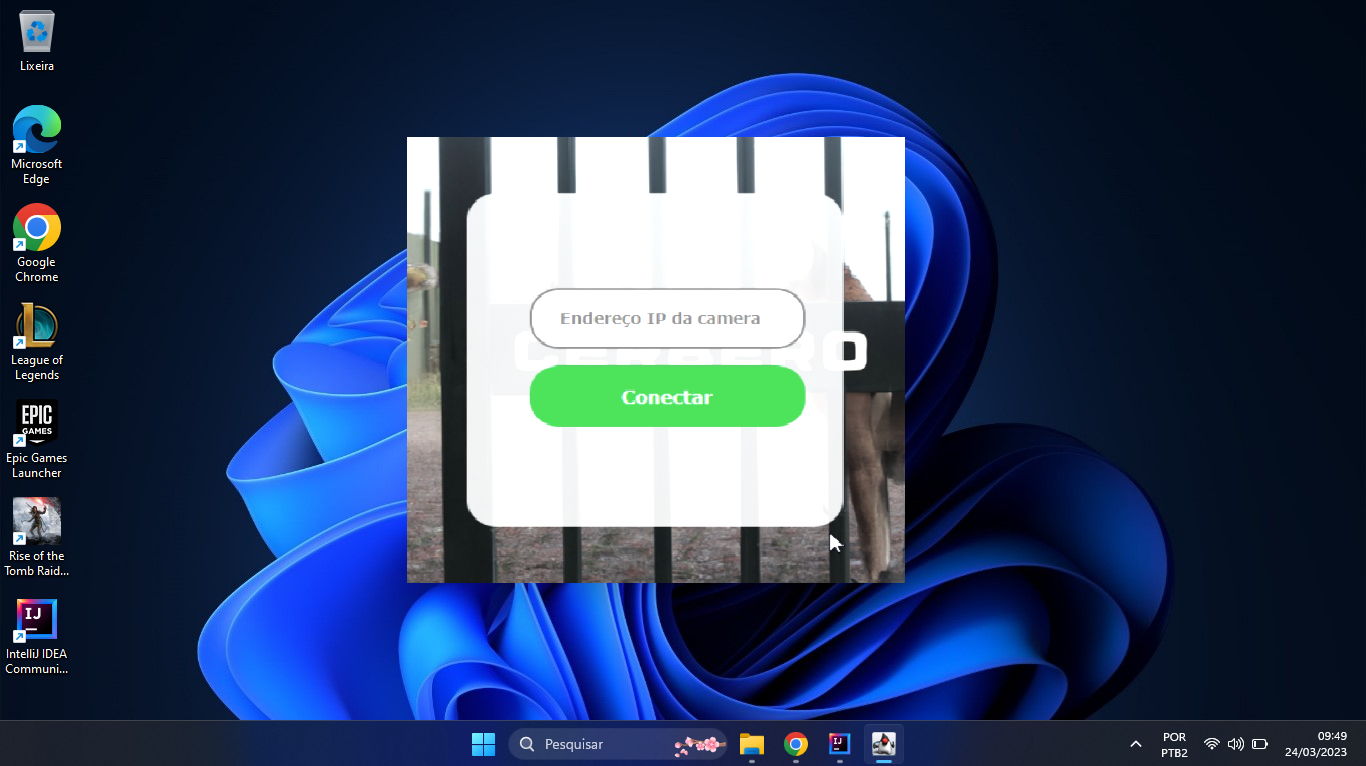 Lixeira
Microsoft
Edge
Google
Chrome
League of
Legends
EPIC
GAMES
Epic Games
Launcher
Rise of the
Tomb Raid...
IJ
IntelliJ IDEA
Communi...
Endereço IP da camera
CERBERO
Conectar
Pesquisar
IJ
POR
PTB2
09:49
24/03/2023